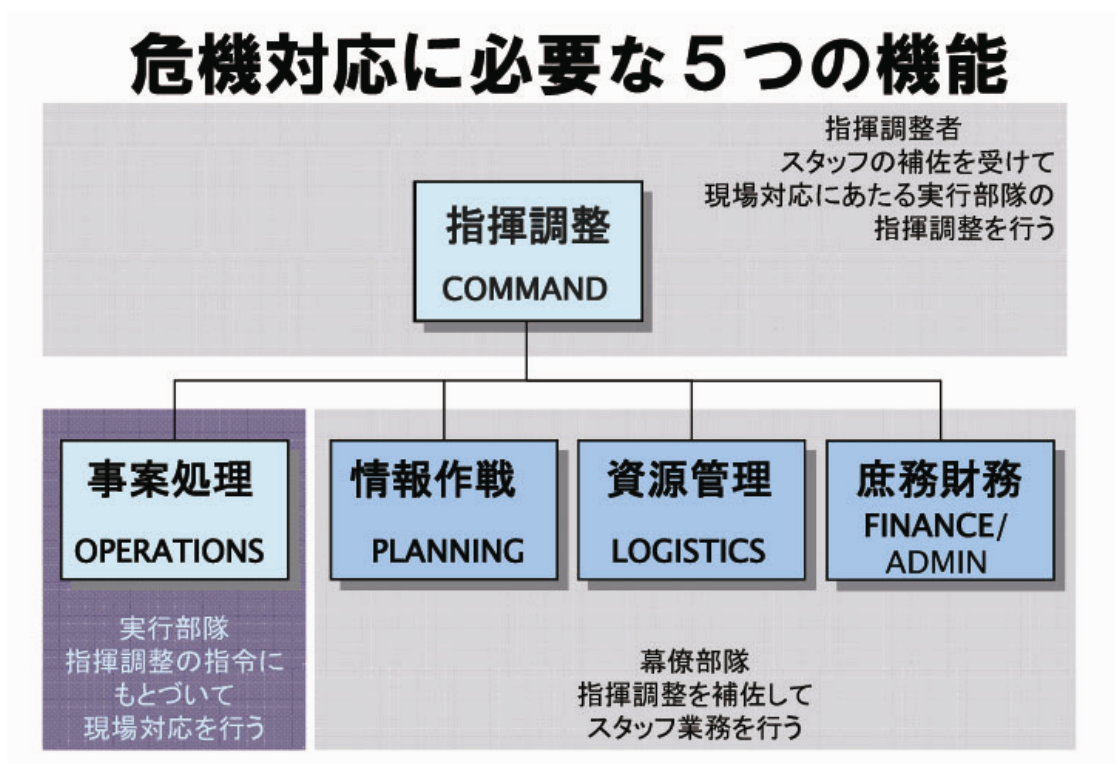 危機対応に必要な5つの機能
指揮調整者
スタッフの補佐を受けて
現場対応にあたる実行部隊の
指揮調整を行う
指揮調整
COMMAND
事案処理
OPERATIONS
情報作戦
PLANNING
資源管理
LOGISTICS
庶務財務
FINANCE/
ADMIN
実行部隊
指揮調整の指令に
もとづいて
現場対応を行う
幕僚部隊
指揮調整を補佐して
スタッフ業務を行う